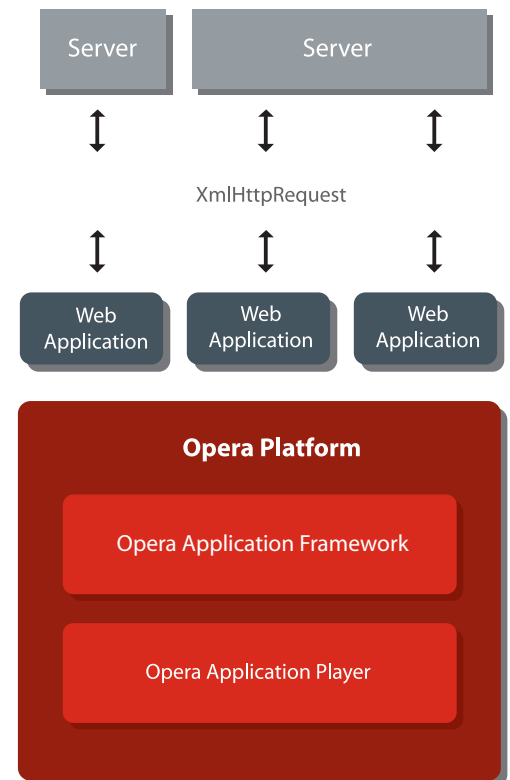 Server
Server
XmlHttpRequest
Web
Application
Web
Application
Web
Application
Opera Platform
Opera Application Framework
Opera Application Player